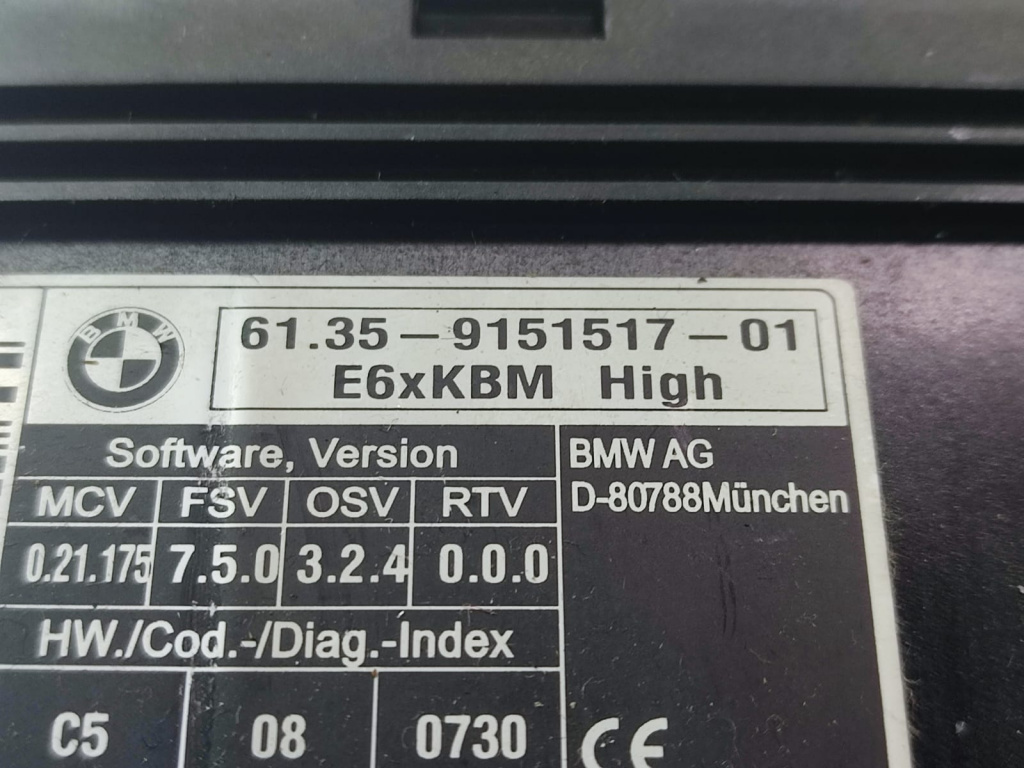 BMW
61.35-9151517-01
E6xKBM High
Software, Version
MCV FSV OSV RTV
0.21.175 7.5.0 3.2.4 0.0.0
BMW AG
D-80788München
HW./Cod.-/Diag.-Index
C5 08 0730
CE